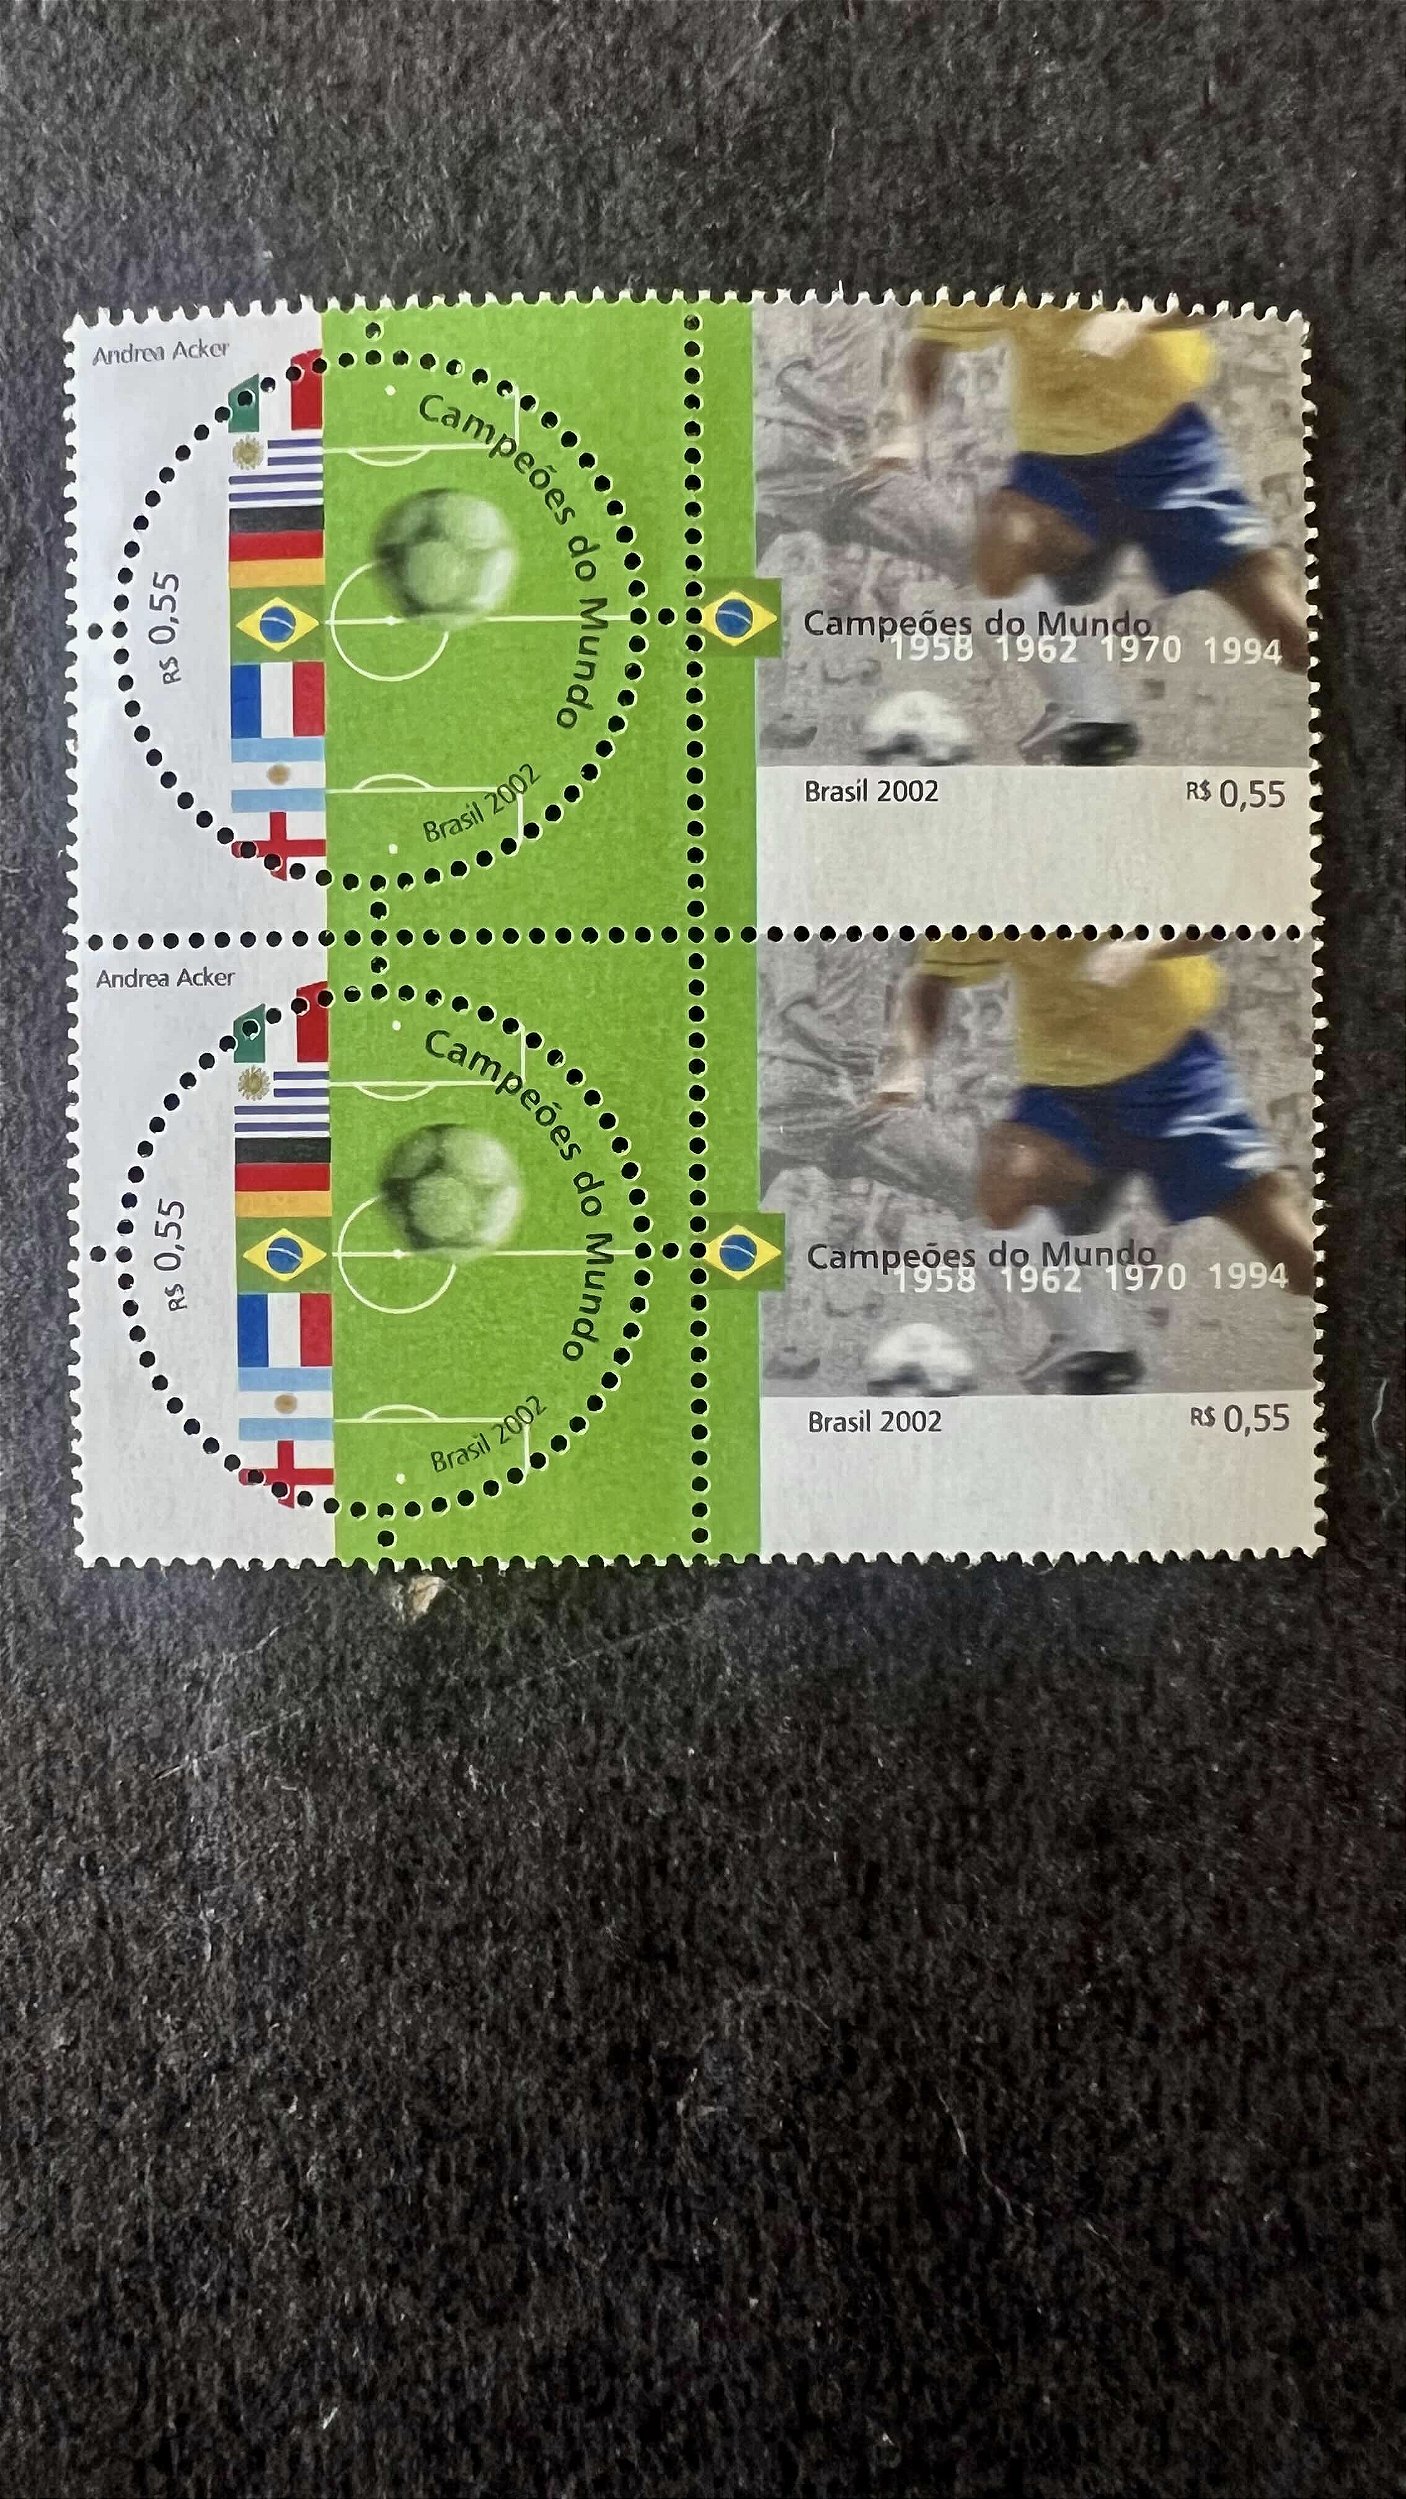 Andrea Acker
Campeões do Mundo
R$ 0,55
Brasil 2002
Campeões do Mundo
1958 1962 1970 1994
Brasil 2002
R$ 0,55
Andrea Acker
Campeões do Mundo
R$ 0,55
Brasil 2002
Campeões do Mundo
1958 1962 1970 1994
Brasil 2002
R$ 0,55